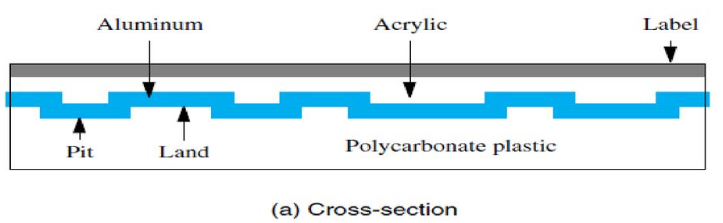 Aluminum Acrylic Label
Pit Land Polycarbonate plastic
(a) Cross-section